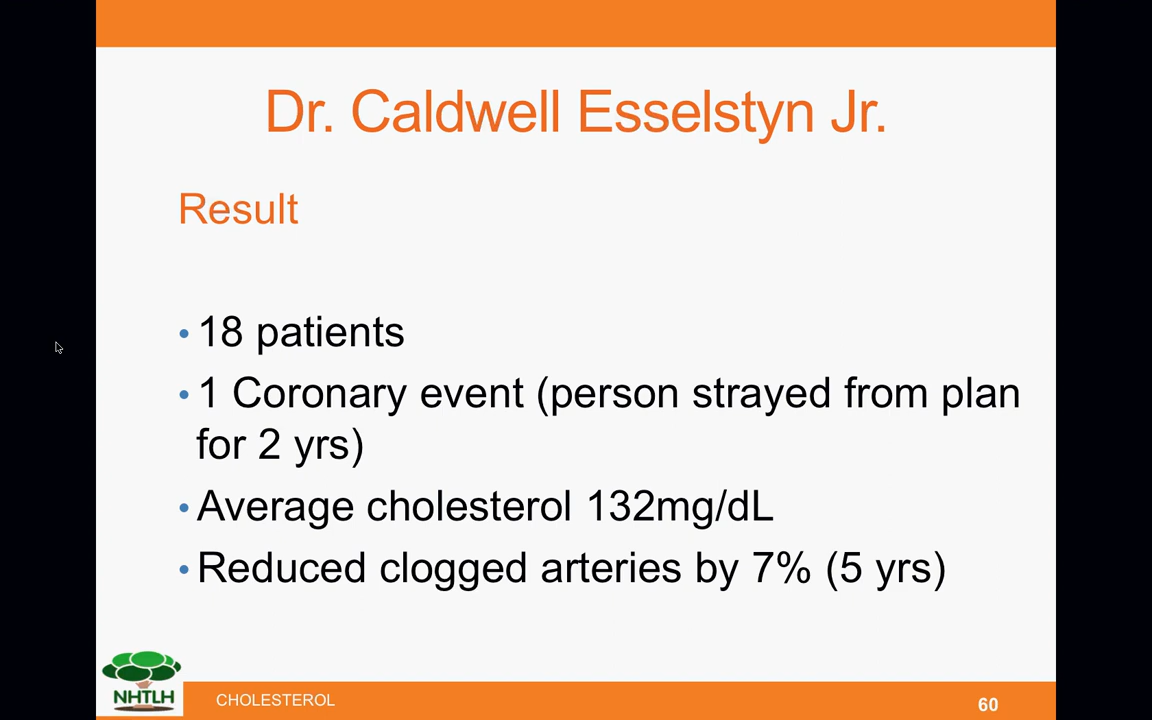 Dr. Caldwell Esselstyn Jr.
Result
• 18 patients
• 1 Coronary event (person strayed from plan
for 2 yrs)
• Average cholesterol 132mg/dL
• Reduced clogged arteries by 7% (5 yrs)
NHTLH
CHOLESTEROL
60